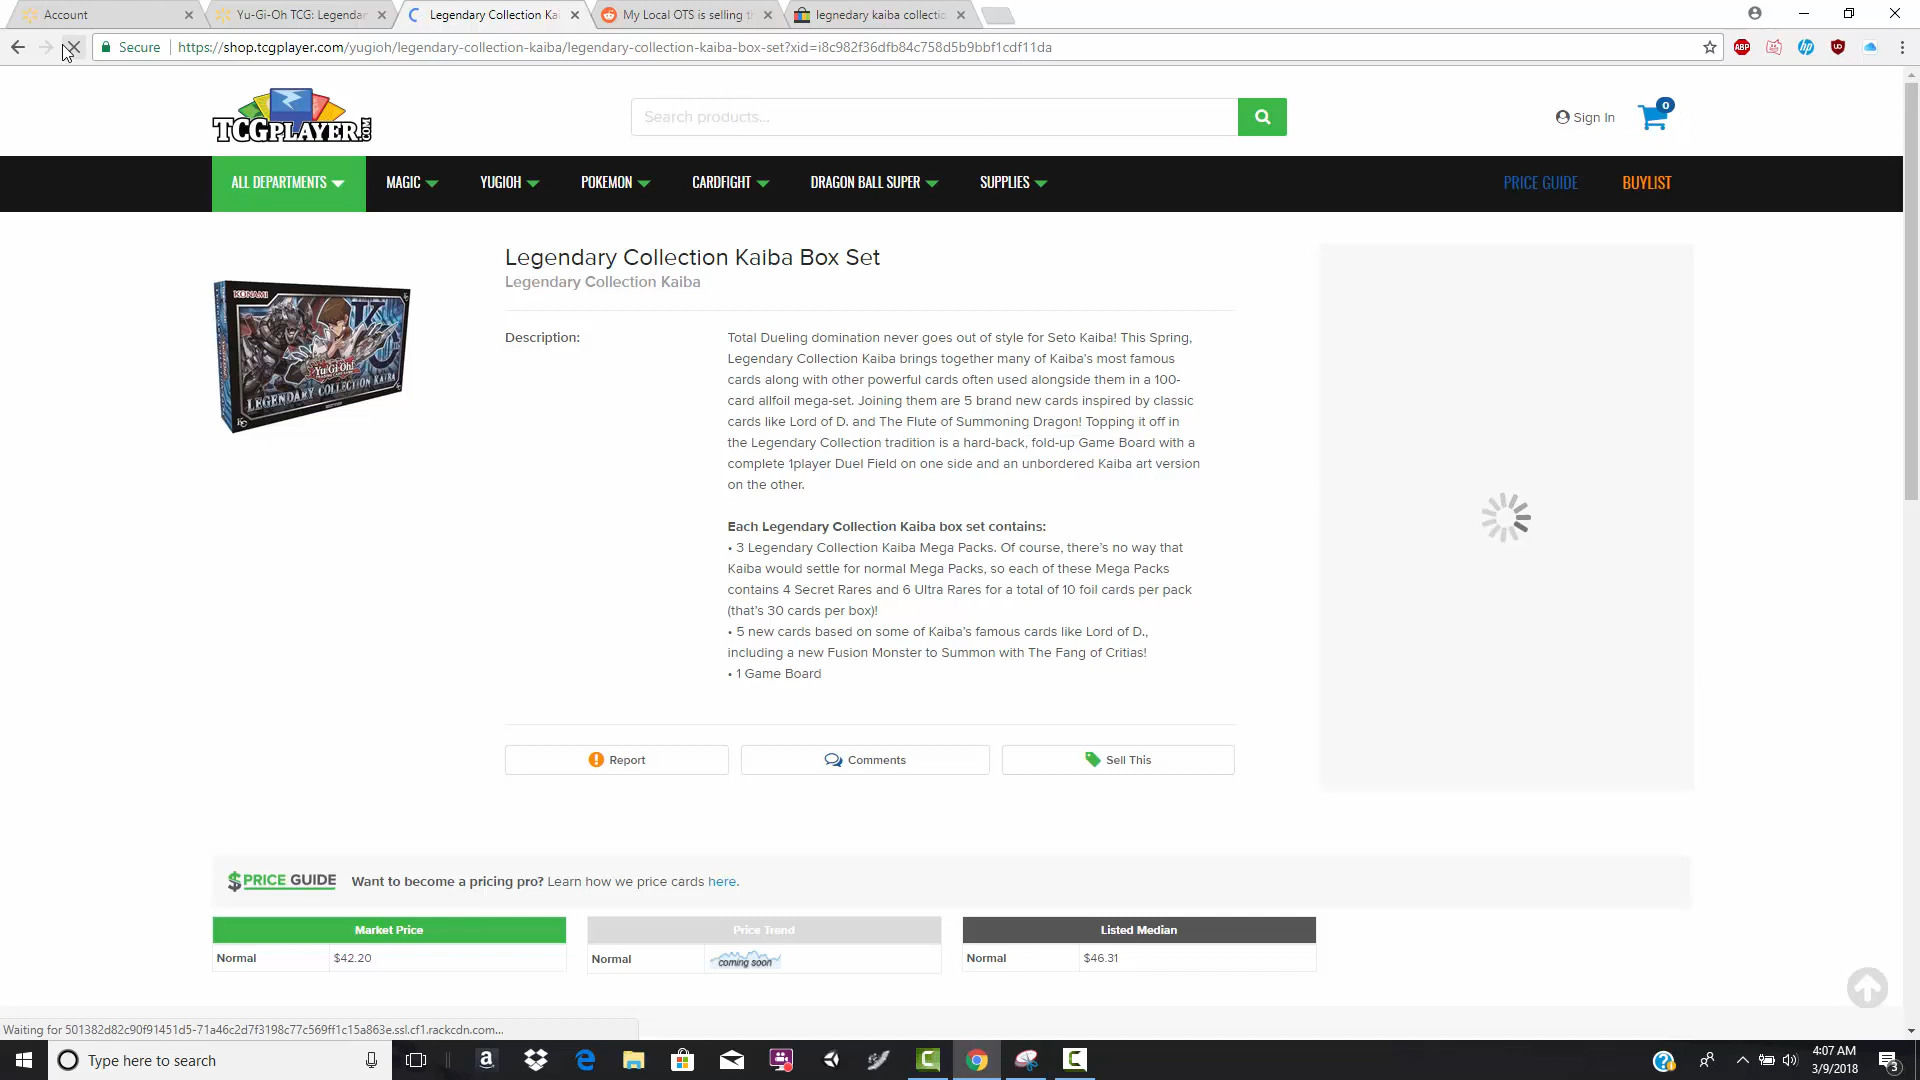 Account
Yu-Gi-Oh TCG: Legendar
Legendary Collection Ka
My Local OTS is selling t
legnedary kaiba collectio
Secure
https://shop.tcgplayer.com/yugioh/legendary-collection-kaiba/legendary-collection-kaiba-box-set?xid=i8c982f36dfb84c758d5b9bbf1cdf11da
ABP
hp
TCGPLAYER.COM
Search products...
Sign In
0
ALL DEPARTMENTS
MAGIC
YUGIOH
POKEMON
CARDFIGHT
DRAGON BALL SUPER
SUPPLIES
PRICE GUIDE
BUYLIST
Legendary Collection Kaiba Box Set
Legendary Collection Kaiba
KONAMI
Yu-Gi-Oh!
LEGENDARY COLLECTION KAIBA
Description:
Total Dueling domination never goes out of style for Seto Kaiba! This Spring,
Legendary Collection Kaiba brings together many of Kaiba's most famous
cards along with other powerful cards often used alongside them in a 100-
card allfoil mega-set. Joining them are 5 brand new cards inspired by classic
cards like Lord of D. and The Flute of Summoning Dragon! Topping it off in
the Legendary Collection tradition is a hard-back, fold-up Game Board with a
complete 1player Duel Field on one side and an unbordered Kaiba art version
on the other.
Each Legendary Collection Kaiba box set contains:
• 3 Legendary Collection Kaiba Mega Packs. Of course, there's no way that
Kaiba would settle for normal Mega Packs, so each of these Mega Packs
contains 4 Secret Rares and 6 Ultra Rares for a total of 10 foil cards per pack
(that's 30 cards per box)!
• 5 new cards based on some of Kaiba's famous cards like Lord of D.,
including a new Fusion Monster to Summon with The Fang of Critias!
• 1 Game Board
Report
Comments
Sell This
$PRICE GUIDE
Want to become a pricing pro? Learn how we price cards here.
Market Price
Normal
$42.20
Price Trend
Normal
coming soon
Listed Median
Normal
$46.31
Waiting for 501382d82c90f91451d5-71a46c2d7f3198c77c569ff1c15a863e.ssl.cf1.rackcdn.com...
Type here to search
4:07 AM
3/9/2018
3